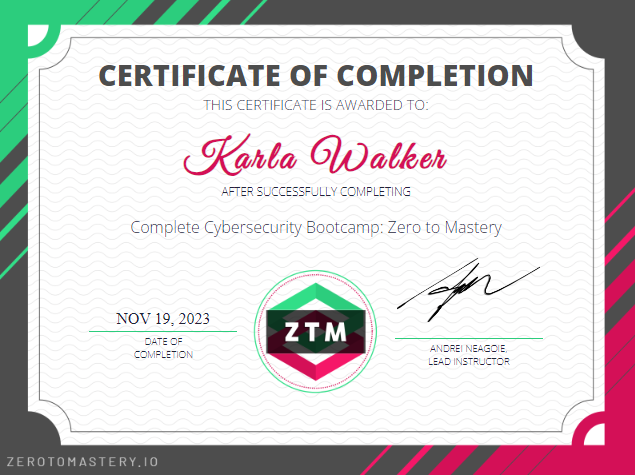 CERTIFICATE OF COMPLETION
THIS CERTIFICATE IS AWARDED TO:
Karla Walker
AFTER SUCCESSFULLY COMPLETING
Complete Cybersecurity Bootcamp: Zero to Mastery
NOV 19, 2023
DATE OF
COMPLETION
ZTM
ANDREI NEAGOIE,
LEAD INSTRUCTOR
ZEROTOMASTERY.IO